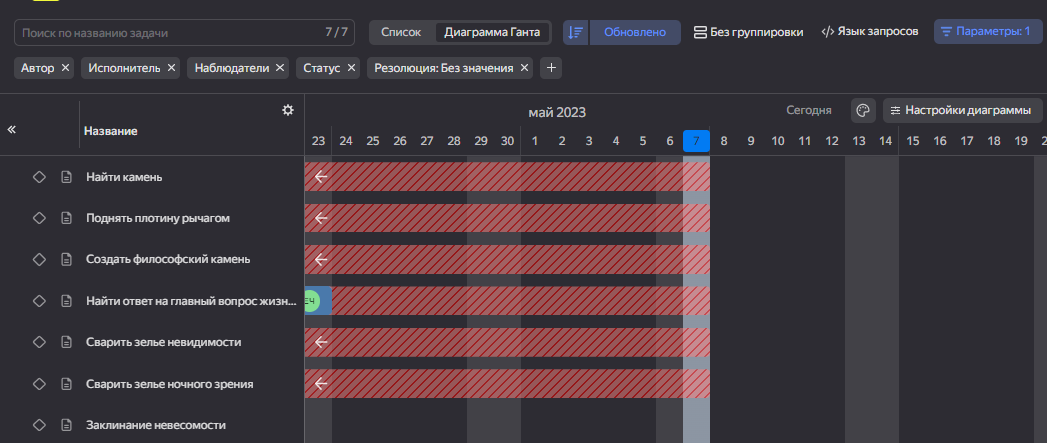 Поиск по названию задачи 7 / 7 Список Диаграмма Ганта Обновлено Без группировки </> Язык запросов Параметры: 1
Автор × Исполнитель × Наблюдатели × Статус × Резолюция: Без значения × +
май 2023 Сегодня Настройки диаграммы
« Название
23 24 25 26 27 28 29 30 1 2 3 4 5 6 7 8 9 10 11 12 13 14 15 16 17 18 19 2
Найти камень
Поднять плотину рычагом
Создать философский камень
Найти ответ на главный вопрос жизн... ЕЧ
Сварить зелье невидимости
Сварить зелье ночного зрения
Заклинание невесомости